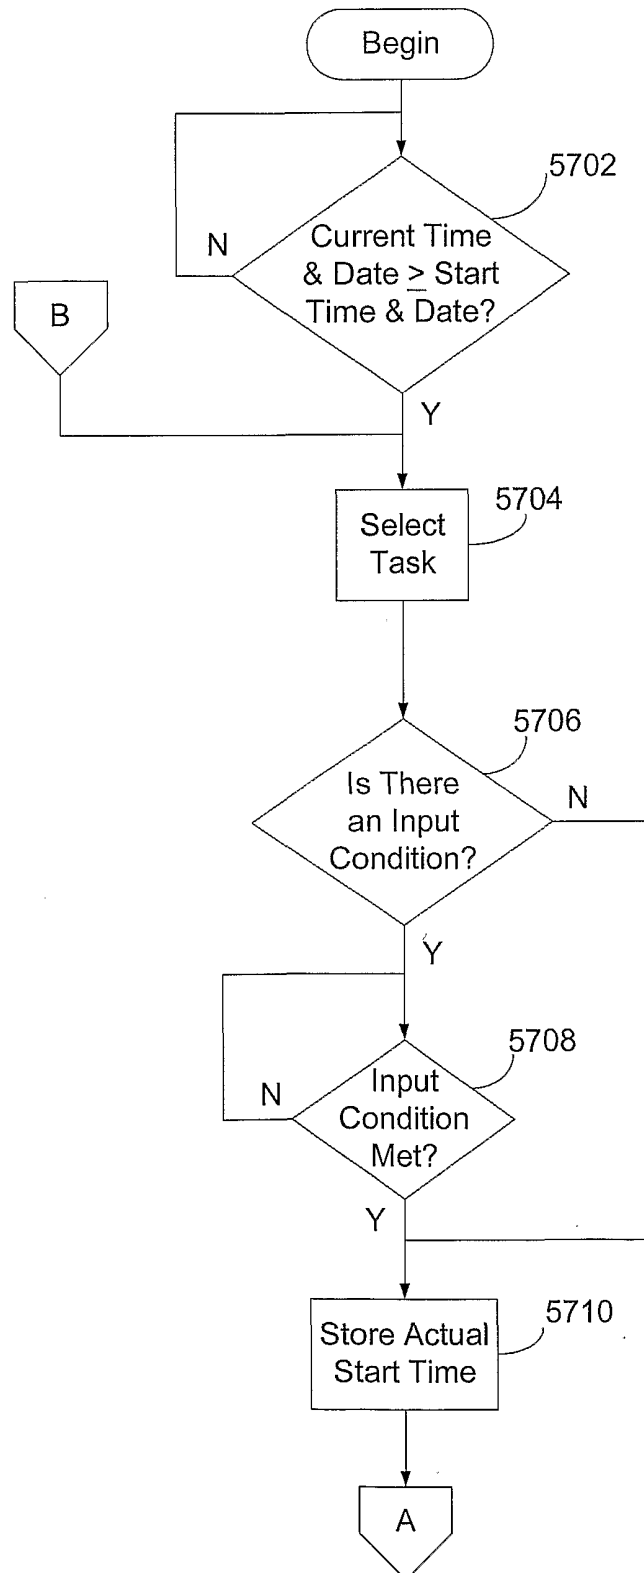 Begin
5702
Current Time
& Date ≥ Start
Time & Date?
N
B
Y
5704
Select
Task
5706
Is There
an Input
Condition?
N
Y
5708
Input
Condition
Met?
N
Y
5710
Store Actual
Start Time
A